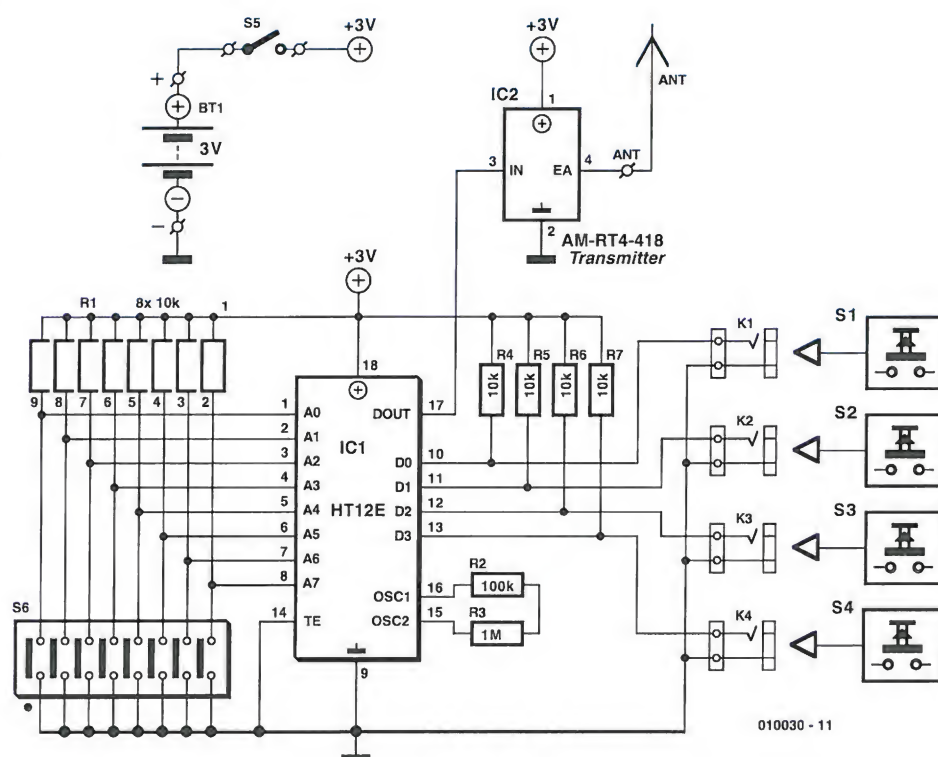 S5
+3V
+
BT1
3V
−
+3V
IC2
1
3
IN
EA
4
ANT
ANT
2
AM-RT4-418
Transmitter
+3V
R1
8x 10k
1
9
8
7
6
5
4
3
2
18
1
A0
2
A1
3
A2
4
A3
5
A4
6
A5
7
A6
8
A7
14
TE
IC1
HT12E
DOUT
17
D0
10
D1
11
D2
12
D3
13
OSC1
16
OSC2
15
9
R2
100k
R3
1M
R4
10k
R5
10k
R6
10k
R7
10k
K1
S1
K2
S2
K3
S3
K4
S4
S6
010030 - 11